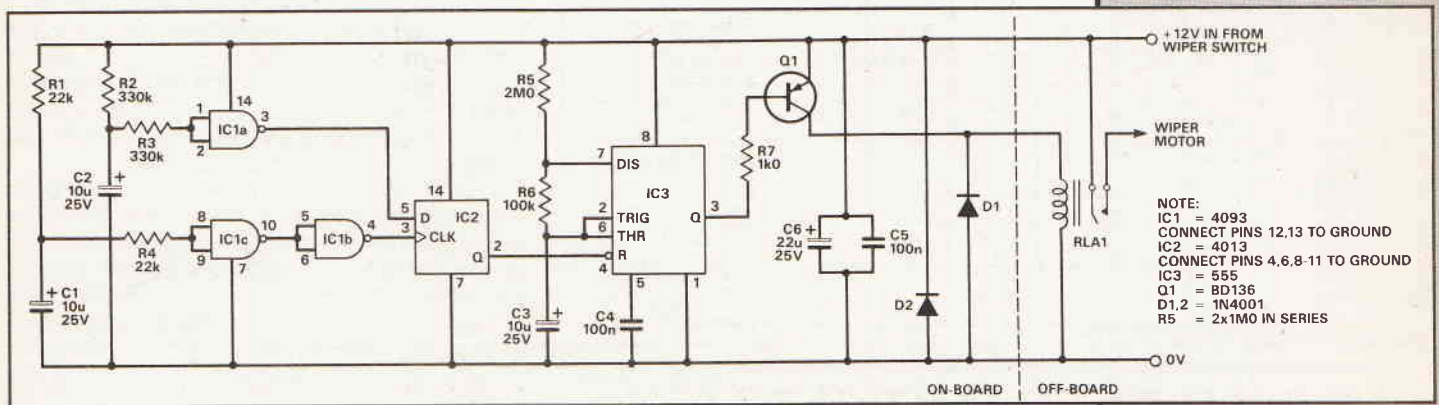 R1
22k
R2
330k
R3
330k
1
2
14
3
IC1a
C2
10u
25V
+
8
9
10
7
IC1c
R4
22k
5
6
4
IC1b
C1
10u
25V
+
14
5
D
IC2
3
CLK
Q
2
7
R5
2M0
R6
100k
7
DIS
8
IC3
2
TRIG
6
THR
Q
3
R
4
5
1
C3
10u
25V
+
C4
100n
R7
1k0
Q1
C6
22u
25V
+
C5
100n
D2
D1
RLA1
+12V IN FROM
WIPER SWITCH
WIPER
MOTOR
0V
ON-BOARD
OFF-BOARD
NOTE:
IC1 = 4093
CONNECT PINS 12,13 TO GROUND
IC2 = 4013
CONNECT PINS 4,6,8-11 TO GROUND
IC3 = 555
Q1 = BD136
D1,2 = 1N4001
R5 = 2x1M0 IN SERIES